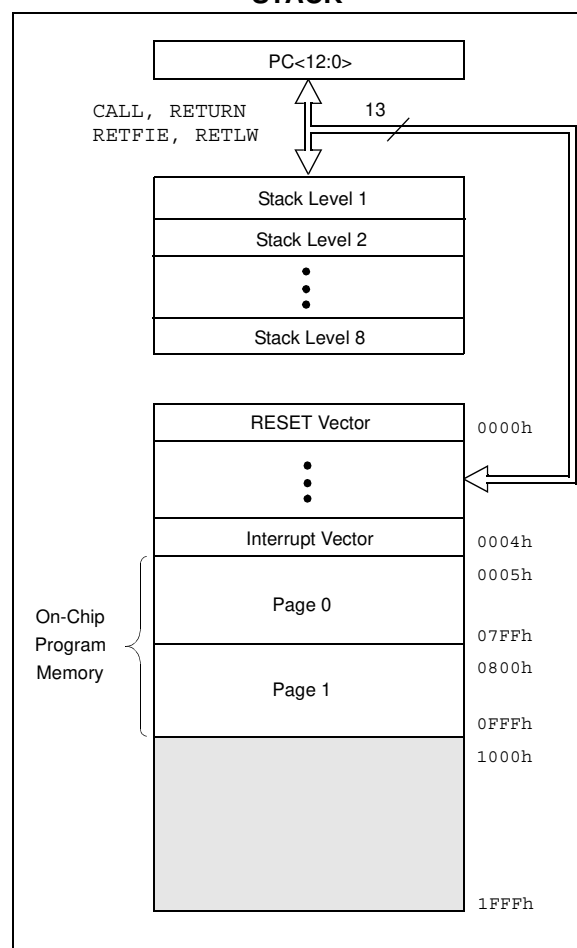 STACK
PC<12:0>
CALL, RETURN
RETFIE, RETLW
13
Stack Level 1
Stack Level 2
Stack Level 8
RESET Vector
0000h
Interrupt Vector
0004h
0005h
Page 0
07FFh
On-Chip
Program
Memory
0800h
Page 1
0FFFh
1000h
1FFFh